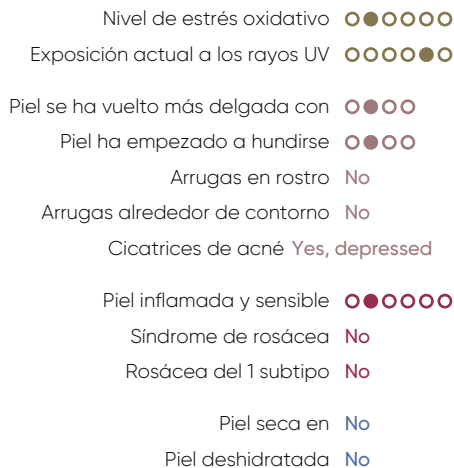 Nivel de estrés oxidativo
Exposición actual a los rayos UV
Piel se ha vuelto más delgada con
Piel ha empezado a hundirse
Arrugas en rostro No
Arrugas alrededor de contorno No
Cicatrices de acné Yes, depressed
Piel inflamada y sensible
Síndrome de rosácea No
Rosácea del 1 subtipo No
Piel seca en No
Piel deshidratada No